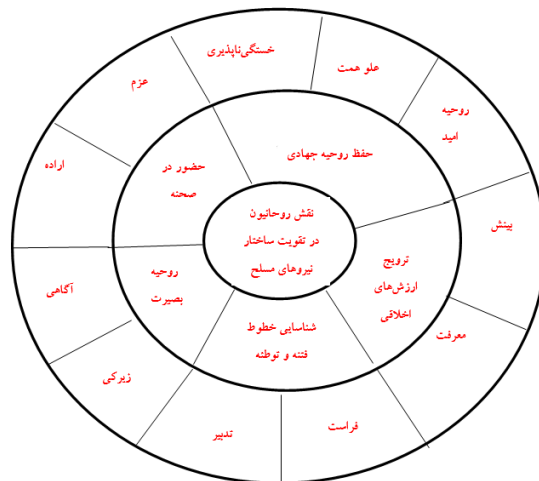 خستگی‌ناپذیری
علو همت
روحیه
امید
بینش
معرفت
فراست
تدبیر
زیرکی
آگاهی
اراده
عزم
حفظ روحیه جهادی
ترویج
ارزش‌های
اخلاقی
شناسایی خطوط
فتنه و توطئه
روحیه
بصیرت
حضور در
صحنه
نقش روحانیون
در تقویت ساختار
نیروهای مسلح